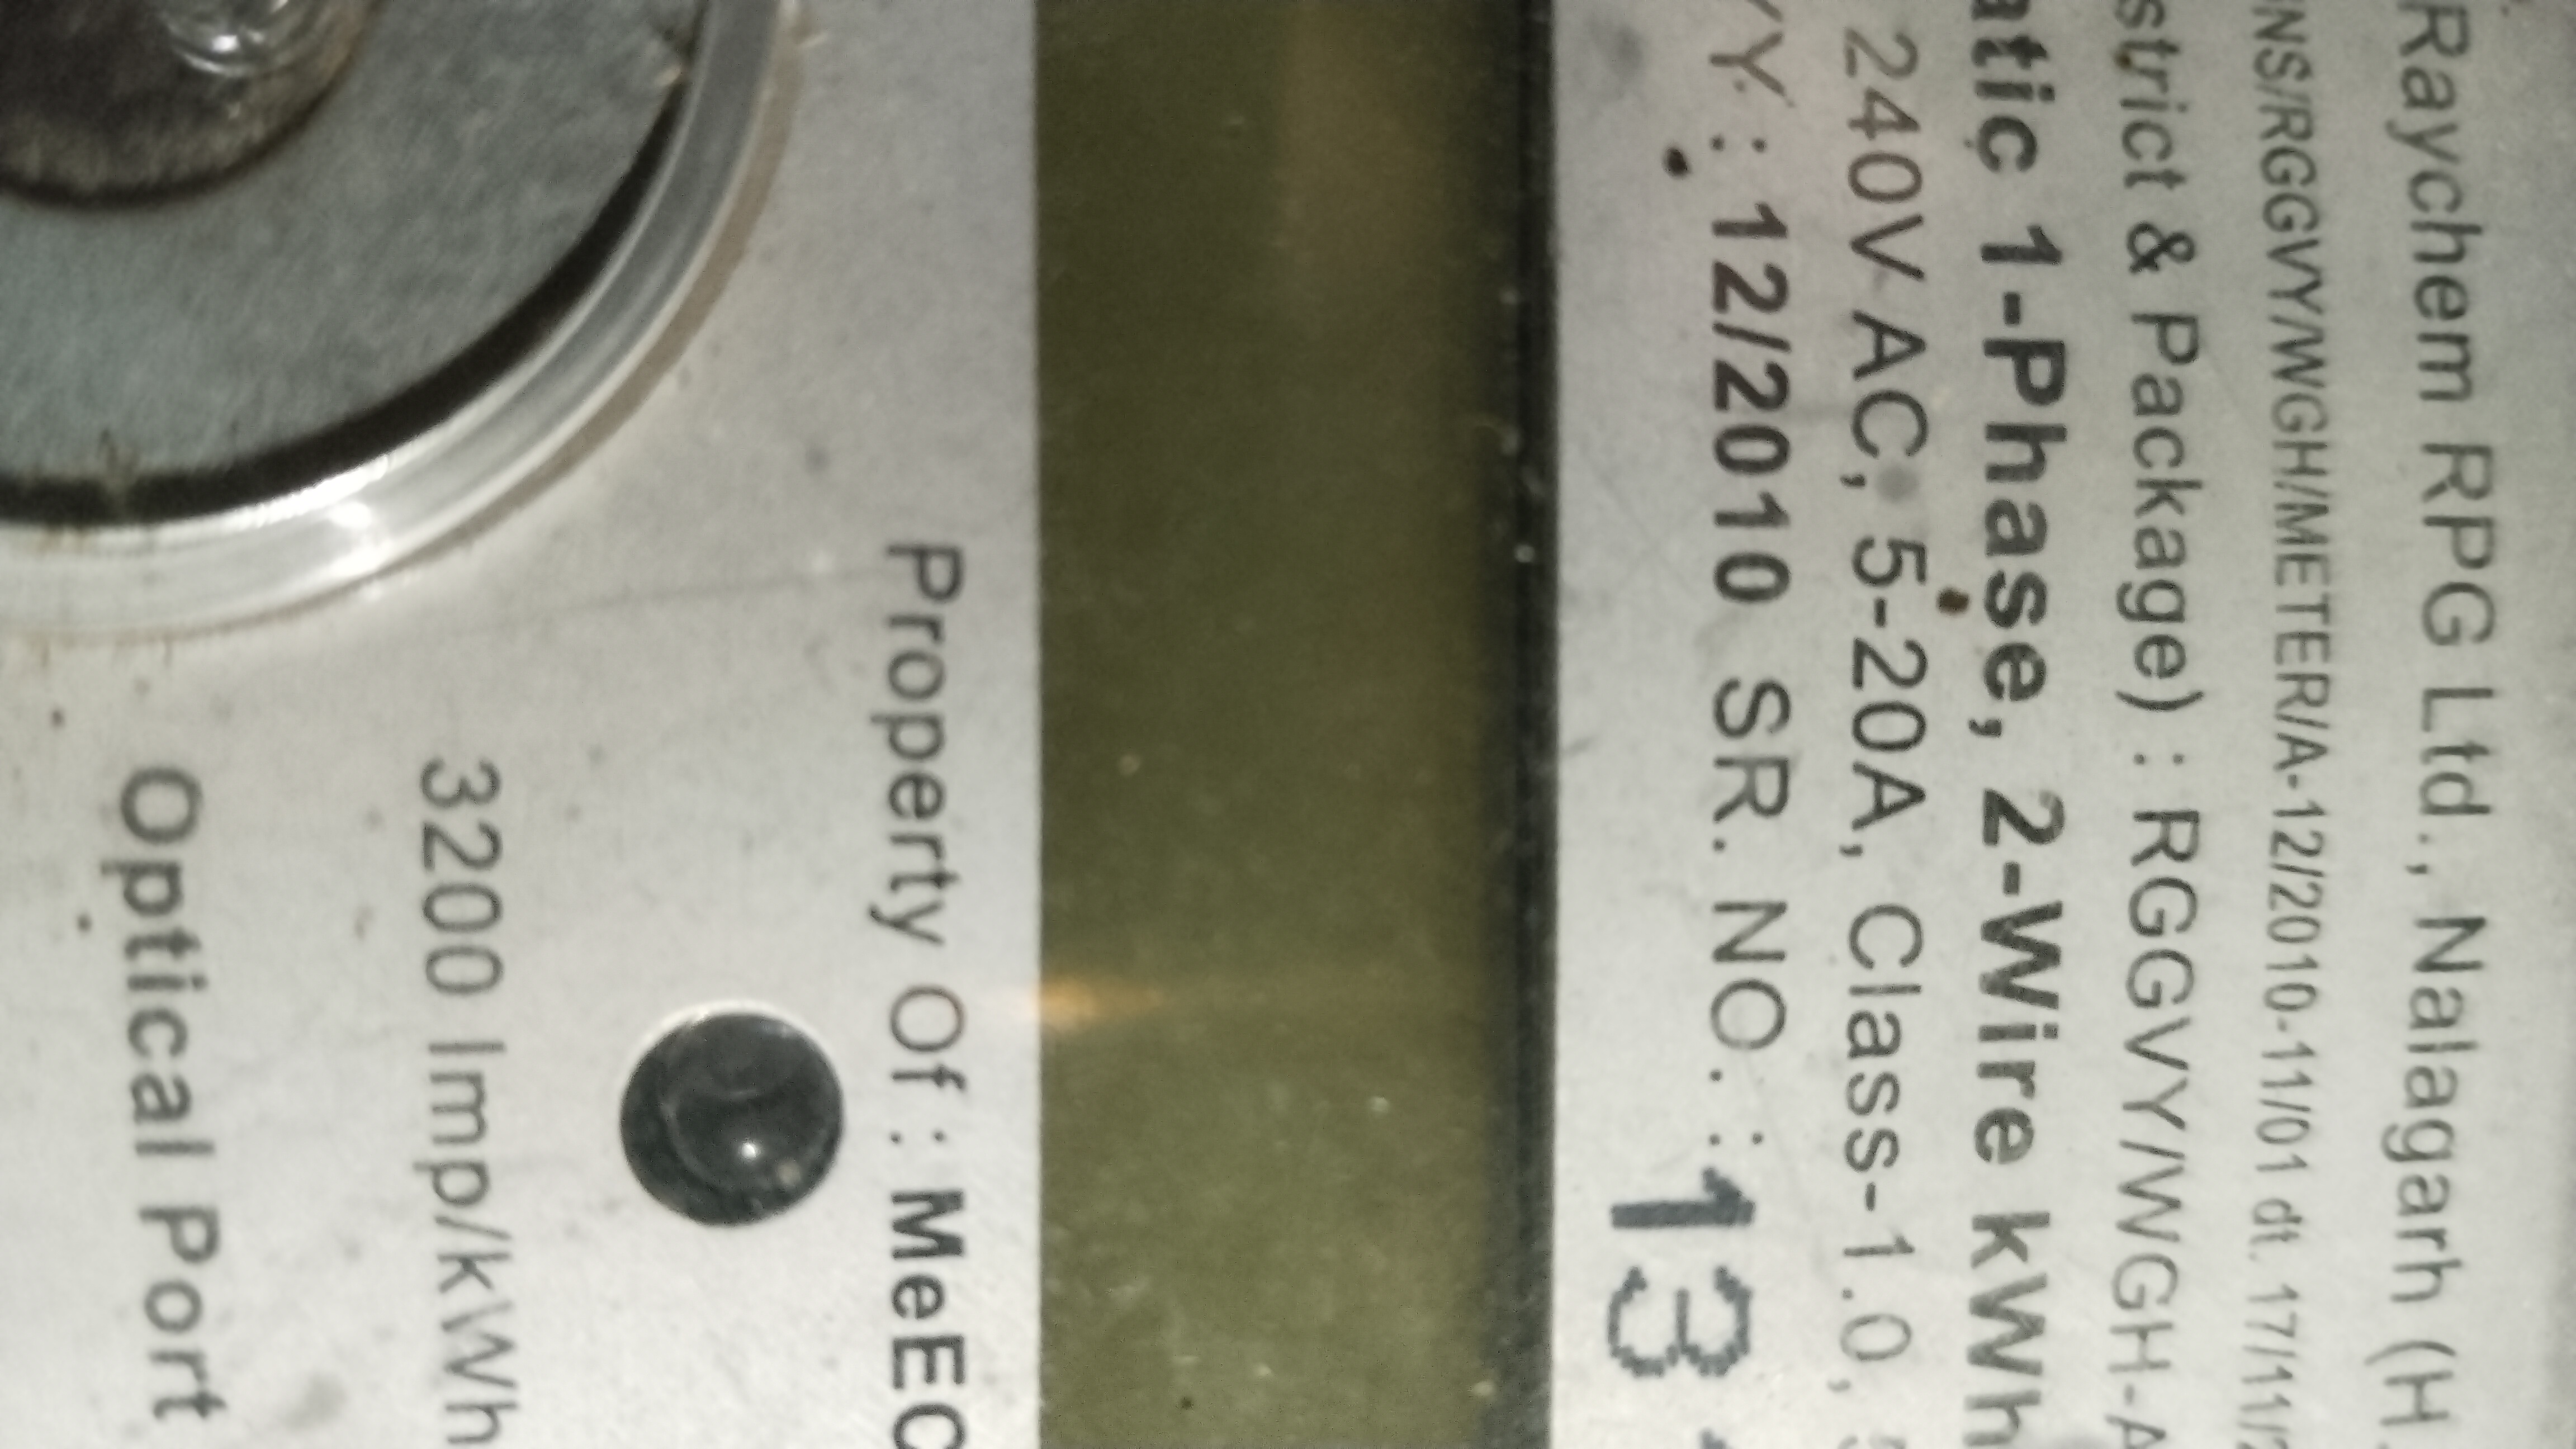 Raychem RPG Ltd., Nalagarh (H.
NS/RGGVY/WGH/METER/A-12/2010-11/01 dt. 17/11/2
strict & Package) : RGGVY/WGH-A
atic 1-Phase, 2-Wire kWh
240V AC, 5-20A, Class-1.0,
YY : 12/2010 SR. NO. : 13
Property Of : MeEC
3200 Imp/kWh
Optical Port